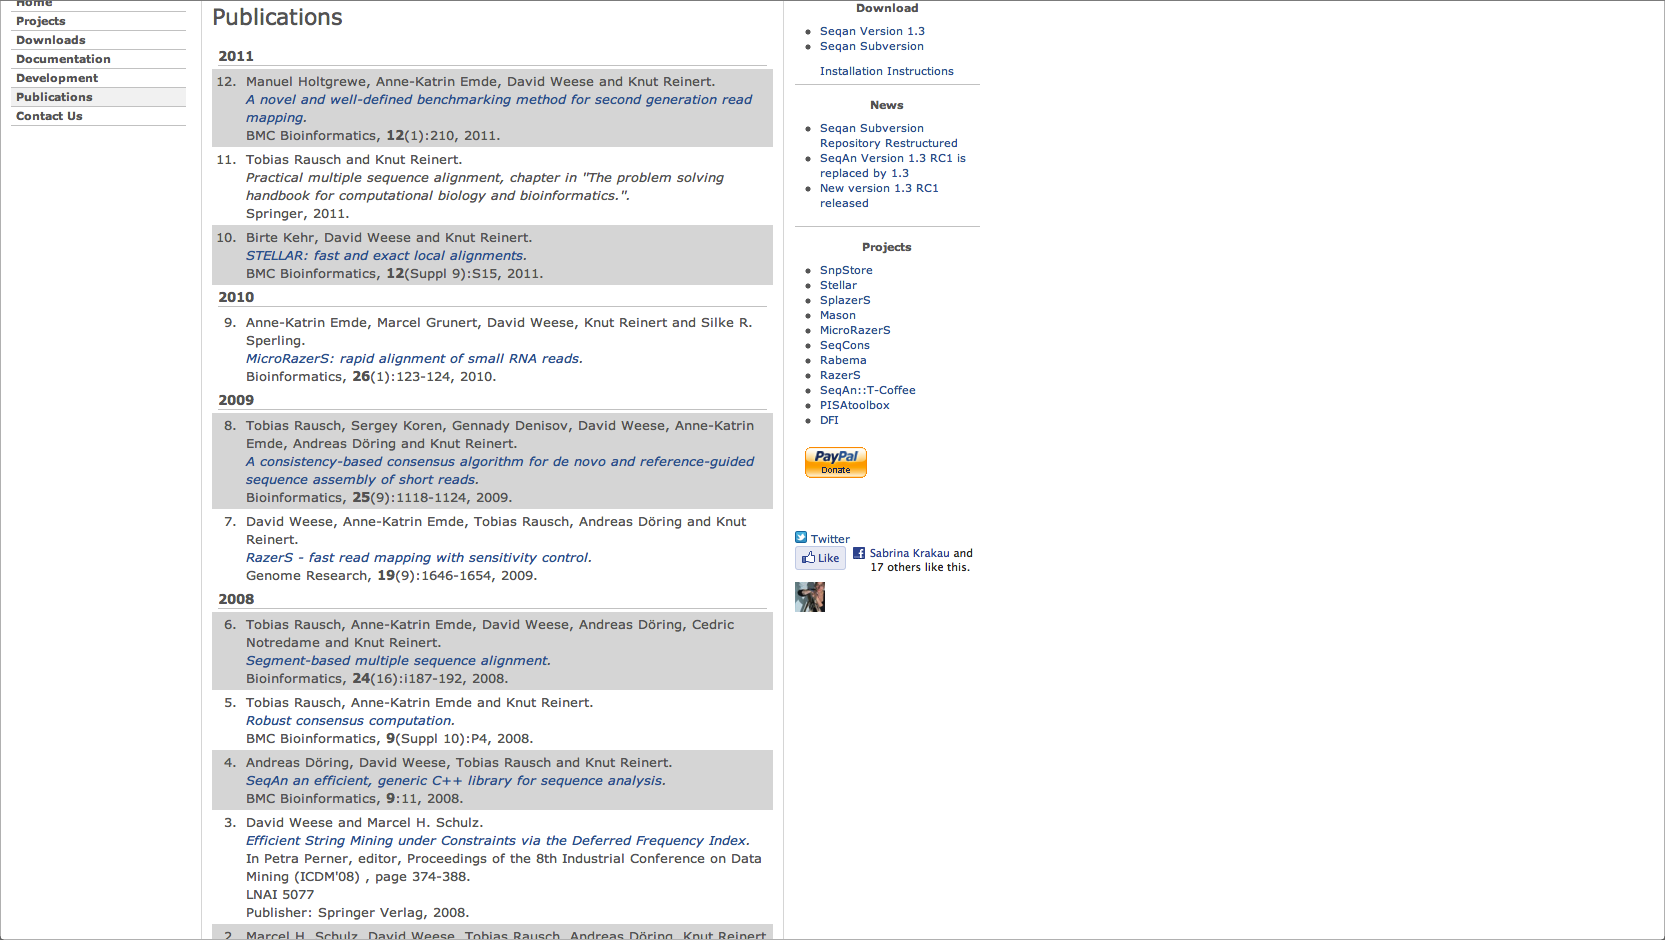 Home
Projects
Downloads
Documentation
Development
Publications
Contact Us
Publications
2011
12. Manuel Holtgrewe, Anne-Katrin Emde, David Weese and Knut Reinert.
A novel and well-defined benchmarking method for second generation read
mapping.
BMC Bioinformatics, 12(1):210, 2011.
11. Tobias Rausch and Knut Reinert.
Practical multiple sequence alignment, chapter in "The problem solving
handbook for computational biology and bioinformatics.".
Springer, 2011.
10. Birte Kehr, David Weese and Knut Reinert.
STELLAR: fast and exact local alignments.
BMC Bioinformatics, 12(Suppl 9):S15, 2011.
2010
9. Anne-Katrin Emde, Marcel Grunert, David Weese, Knut Reinert and Silke R.
Sperling.
MicroRazerS: rapid alignment of small RNA reads.
Bioinformatics, 26(1):123-124, 2010.
2009
8. Tobias Rausch, Sergey Koren, Gennady Denisov, David Weese, Anne-Katrin
Emde, Andreas Döring and Knut Reinert.
A consistency-based consensus algorithm for de novo and reference-guided
sequence assembly of short reads.
Bioinformatics, 25(9):1118-1124, 2009.
7. David Weese, Anne-Katrin Emde, Tobias Rausch, Andreas Döring and Knut
Reinert.
RazerS - fast read mapping with sensitivity control.
Genome Research, 19(9):1646-1654, 2009.
2008
6. Tobias Rausch, Anne-Katrin Emde, David Weese, Andreas Döring, Cedric
Notredame and Knut Reinert.
Segment-based multiple sequence alignment.
Bioinformatics, 24(16):i187-192, 2008.
5. Tobias Rausch, Anne-Katrin Emde and Knut Reinert.
Robust consensus computation.
BMC Bioinformatics, 9(Suppl 10):P4, 2008.
4. Andreas Döring, David Weese, Tobias Rausch and Knut Reinert.
SeqAn an efficient, generic C++ library for sequence analysis.
BMC Bioinformatics, 9:11, 2008.
3. David Weese and Marcel H. Schulz.
Efficient String Mining under Constraints via the Deferred Frequency Index.
In Petra Perner, editor, Proceedings of the 8th Industrial Conference on Data
Mining (ICDM'08) , page 374-388.
LNAI 5077
Publisher: Springer Verlag, 2008.
2. Marcel H. Schulz, David Weese, Tobias Rausch, Andreas Döring, Knut Reinert
Download
Seqan Version 1.3
Seqan Subversion
Installation Instructions
News
Seqan Subversion
Repository Restructured
SeqAn Version 1.3 RC1 is
replaced by 1.3
New version 1.3 RC1
released
Projects
SnpStore
Stellar
SplazerS
Mason
MicroRazerS
SeqCons
Rabema
RazerS
SeqAn::T-Coffee
PISAtoolbox
DFI
PayPal
Donate
Twitter
Like
Sabrina Krakau and
17 others like this.